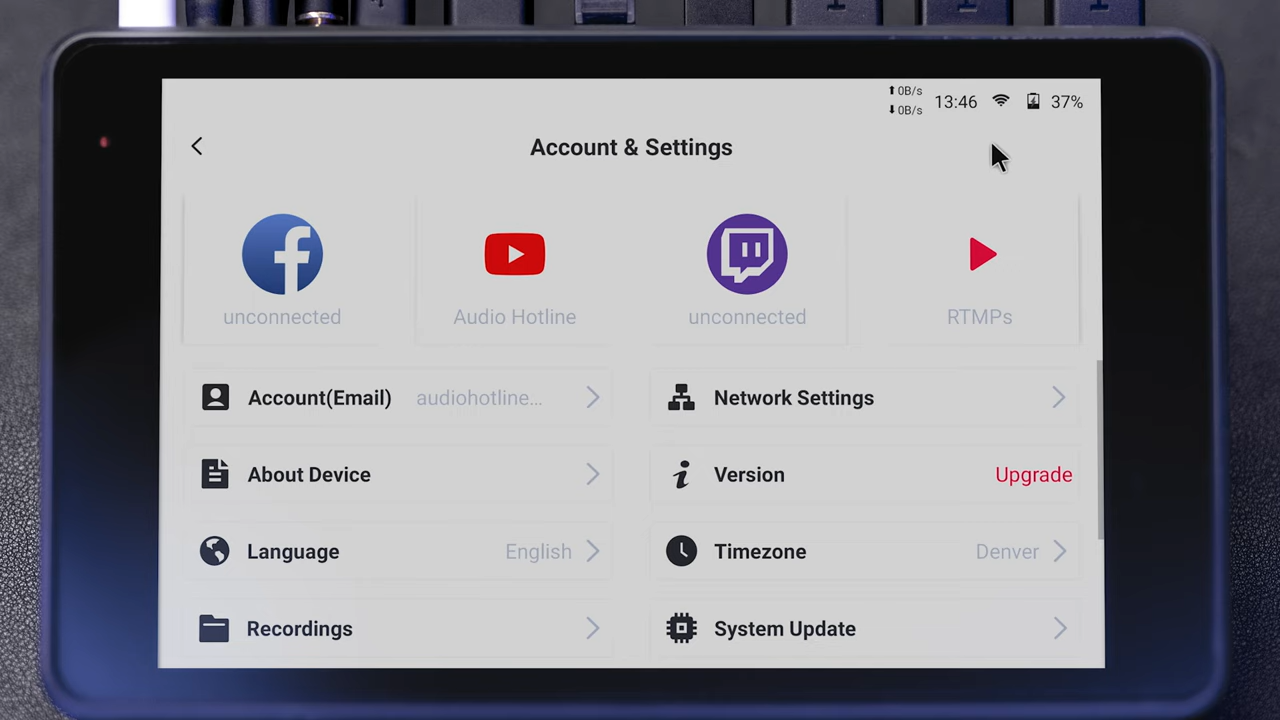 0B/s
0B/s
13:46
37%
Account & Settings
unconnected
Audio Hotline
unconnected
RTMPs
Account(Email) audiohotline...
Network Settings
About Device
Version Upgrade
Language English
Timezone Denver
Recordings
System Update